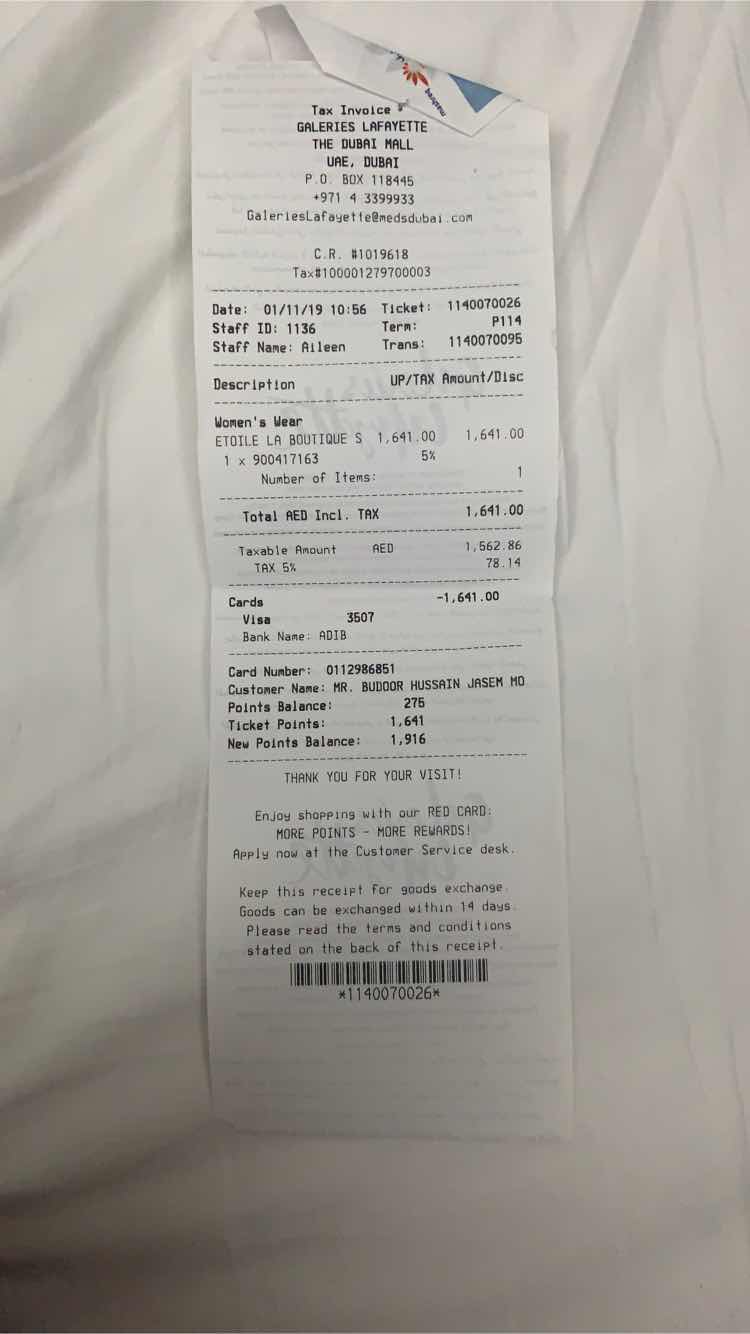 Tax Invoice
GALERIES LAFAYETTE
THE DUBAI MALL
UAE, DUBAI
P.O. BOX 118445
+971 4 3399933
GaleriesLafayette@medsdubai.com
C.R. #1019618
Tax#100001279700003
Date: 01/11/19 10:56 Ticket: 1140070026
Staff ID: 1136 Term: P114
Staff Name: Aileen Trans: 1140070095
Description UP/TAX Amount/Disc
Women's Wear
ETOILE LA BOUTIQUE S 1,641.00 1,641.00
1 x 900417163 5%
Number of Items: 1
Total AED Incl. TAX 1,641.00
Taxable Amount AED 1,562.86
TAX 5% 78.14
Cards -1,641.00
Visa 3507
Bank Name: ADIB
Card Number: 0112986851
Customer Name: MR. BUDOOR HUSSAIN JASEM MO
Points Balance: 275
Ticket Points: 1,641
New Points Balance: 1,916
THANK YOU FOR YOUR VISIT!
Enjoy shopping with our RED CARD:
MORE POINTS - MORE REWARDS!
Apply now at the Customer Service desk.
Keep this receipt for goods exchange.
Goods can be exchanged within 14 days.
Please read the terms and conditions
stated on the back of this receipt.
*1140070026*